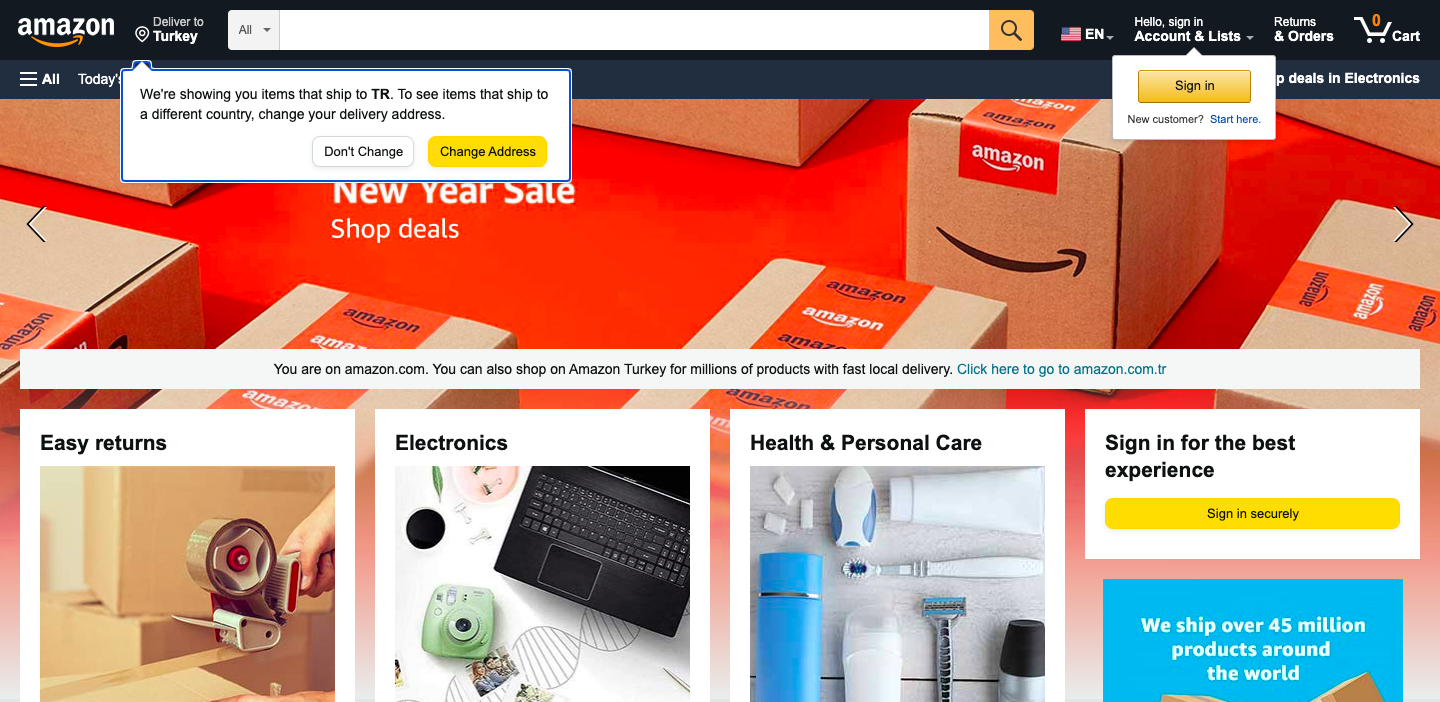 amazon
Deliver to
Turkey
All
EN
Hello, sign in
Account & Lists
Returns
& Orders
0
Cart
All
Today's
We're showing you items that ship to TR. To see items that ship to
a different country, change your delivery address.
Don't Change
Change Address
Sign in
New customer? Start here.
p deals in Electronics
New Year Sale
Shop deals
amazon
amazon
amazon
amazon
amazon
amazon
amazon
amazon
amazon
amazon
amazon
amazon
You are on amazon.com. You can also shop on Amazon Turkey for millions of products with fast local delivery. Click here to go to amazon.com.tr
amazon
amazon
Easy returns
Electronics
Health & Personal Care
Sign in for the best
experience
Sign in securely
We ship over 45 million
products around
the world